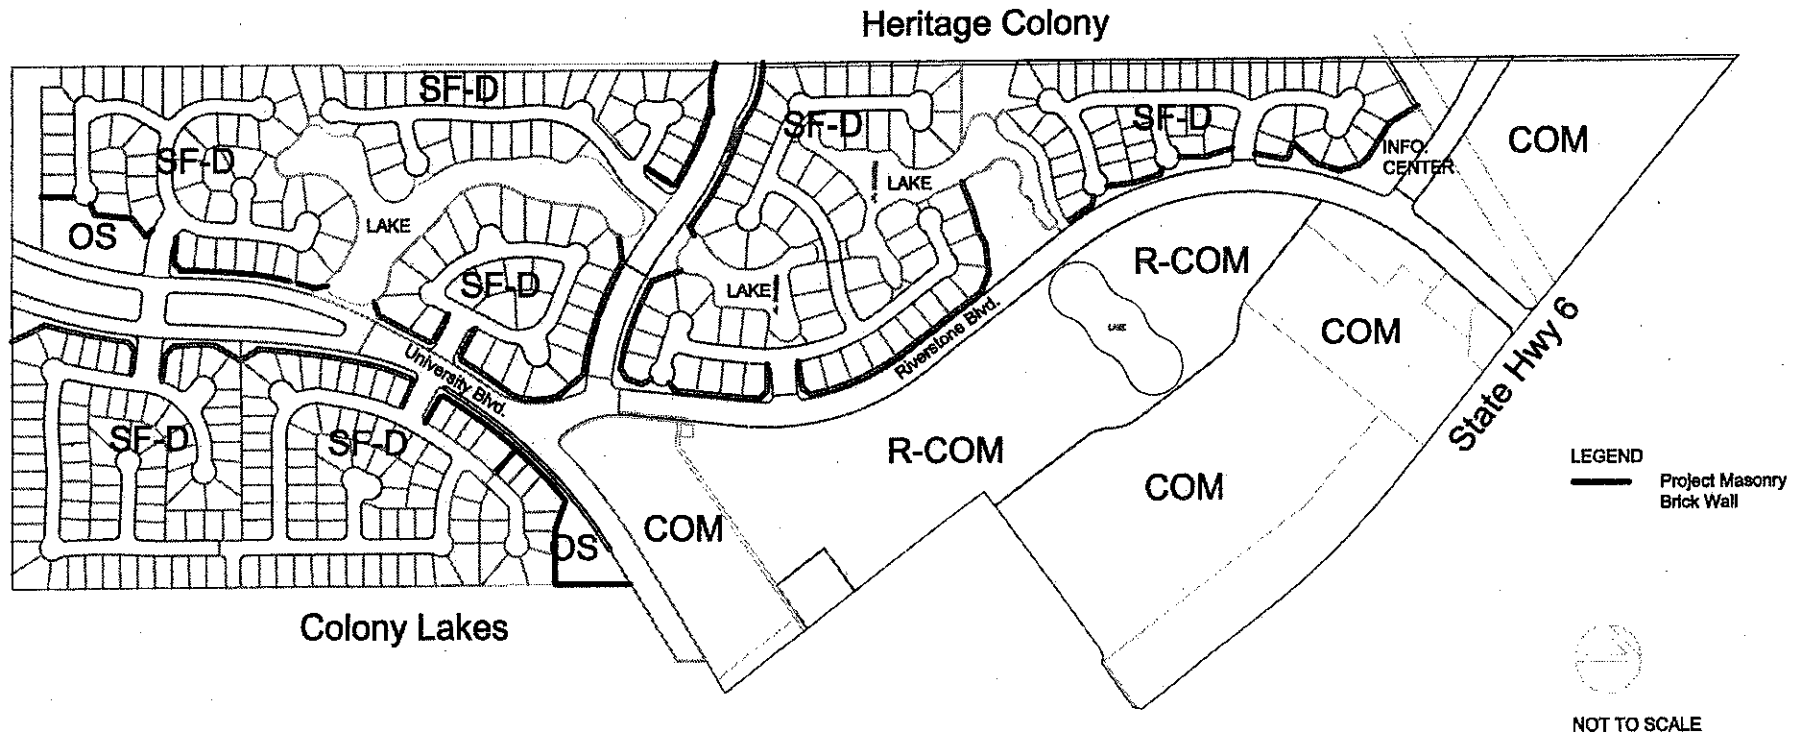 Heritage Colony
SF-D
SF-D
SF-D
COM
SF-D
INFO.
CENTER
LAKE
OS
LAKE
SF-D
LAKE
R-COM
COM
LAKE
Riverstone Blvd.
University Blvd.
State Hwy 6
SF-D
SF-D
R-COM
COM
LEGEND
Project Masonry
Brick Wall
COM
OS
Colony Lakes
NOT TO SCALE